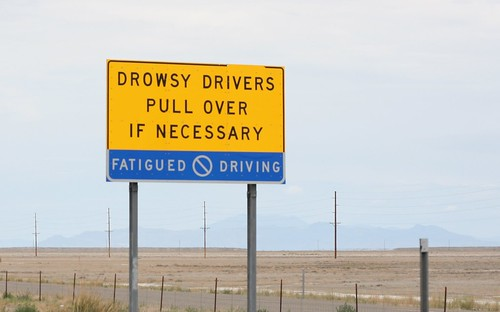 DROWSY DRIVERS
PULL OVER
IF NECESSARY
FATIGUED DRIVING